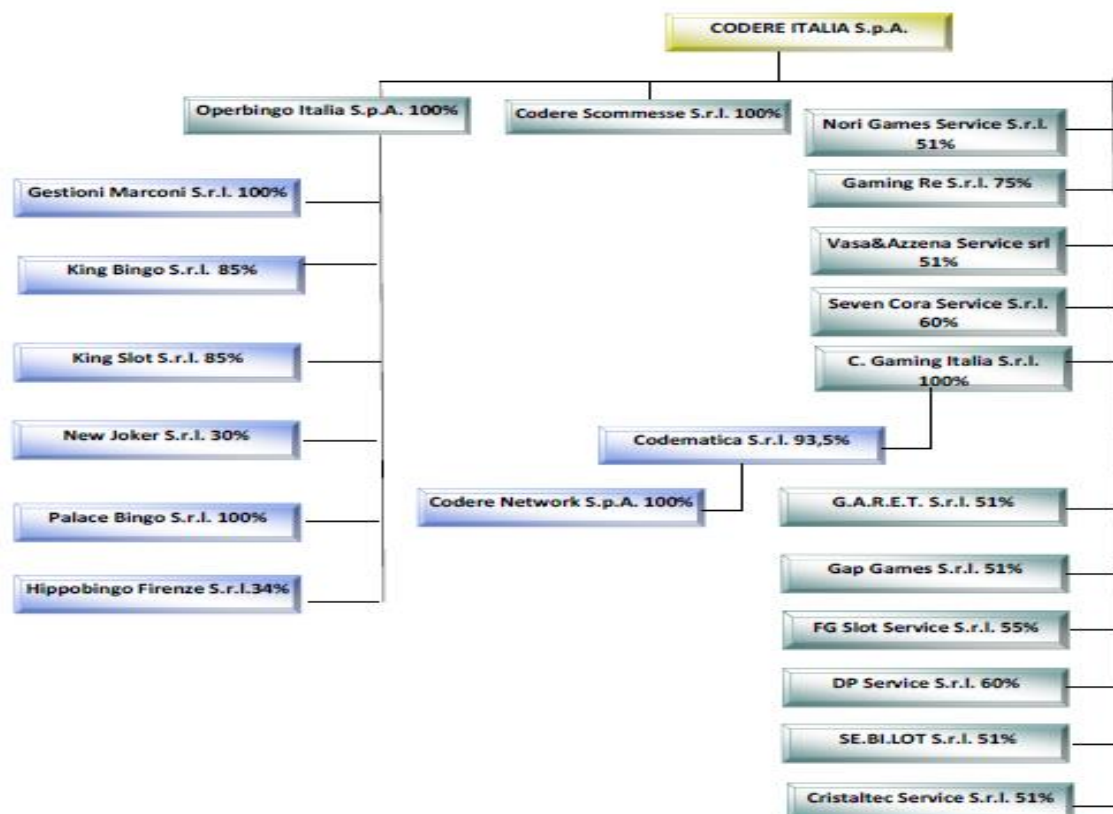 CODERE ITALIA S.p.A.
Operbingo Italia S.p.A. 100%
Codere Scommesse S.r.l. 100%
Nori Games Service S.r.l.
51%
Gaming Re S.r.l. 75%
Vasa&Azzena Service srl
51%
Seven Cora Service S.r.l.
60%
C. Gaming Italia S.r.l.
100%
Gestioni Marconi S.r.l. 100%
King Bingo S.r.l. 85%
King Slot S.r.l. 85%
New Joker S.r.l. 30%
Palace Bingo S.r.l. 100%
Hippobingo Firenze S.r.l.34%
Codematica S.r.l. 93,5%
Codere Network S.p.A. 100%
G.A.R.E.T. S.r.l. 51%
Gap Games S.r.l. 51%
FG Slot Service S.r.l. 55%
DP Service S.r.l. 60%
SE.BI.LOT S.r.l. 51%
Cristaltec Service S.r.l. 51%